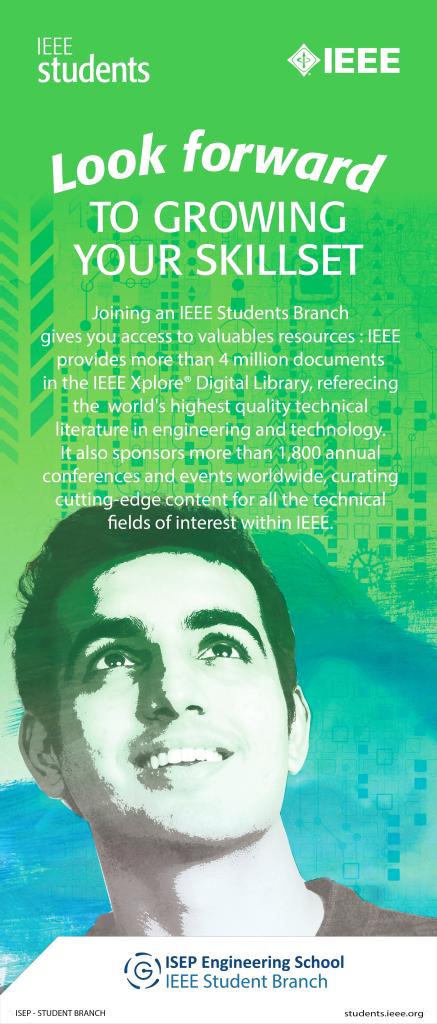 IEEE
students
IEEE
Look forward
TO GROWING
YOUR SKILLSET
Joining an IEEE Students Branch
gives you access to valuables resources : IEEE
provides more than 4 million documents
in the IEEE Xplore® Digital Library, referecing
the world's highest quality technical
literature in engineering and technology.
It also sponsors more than 1,800 annual
conferences and events worldwide, curating
cutting-edge content for all the technical
fields of interest within IEEE.
ISEP Engineering School
IEEE Student Branch
ISEP - STUDENT BRANCH
students.ieee.org